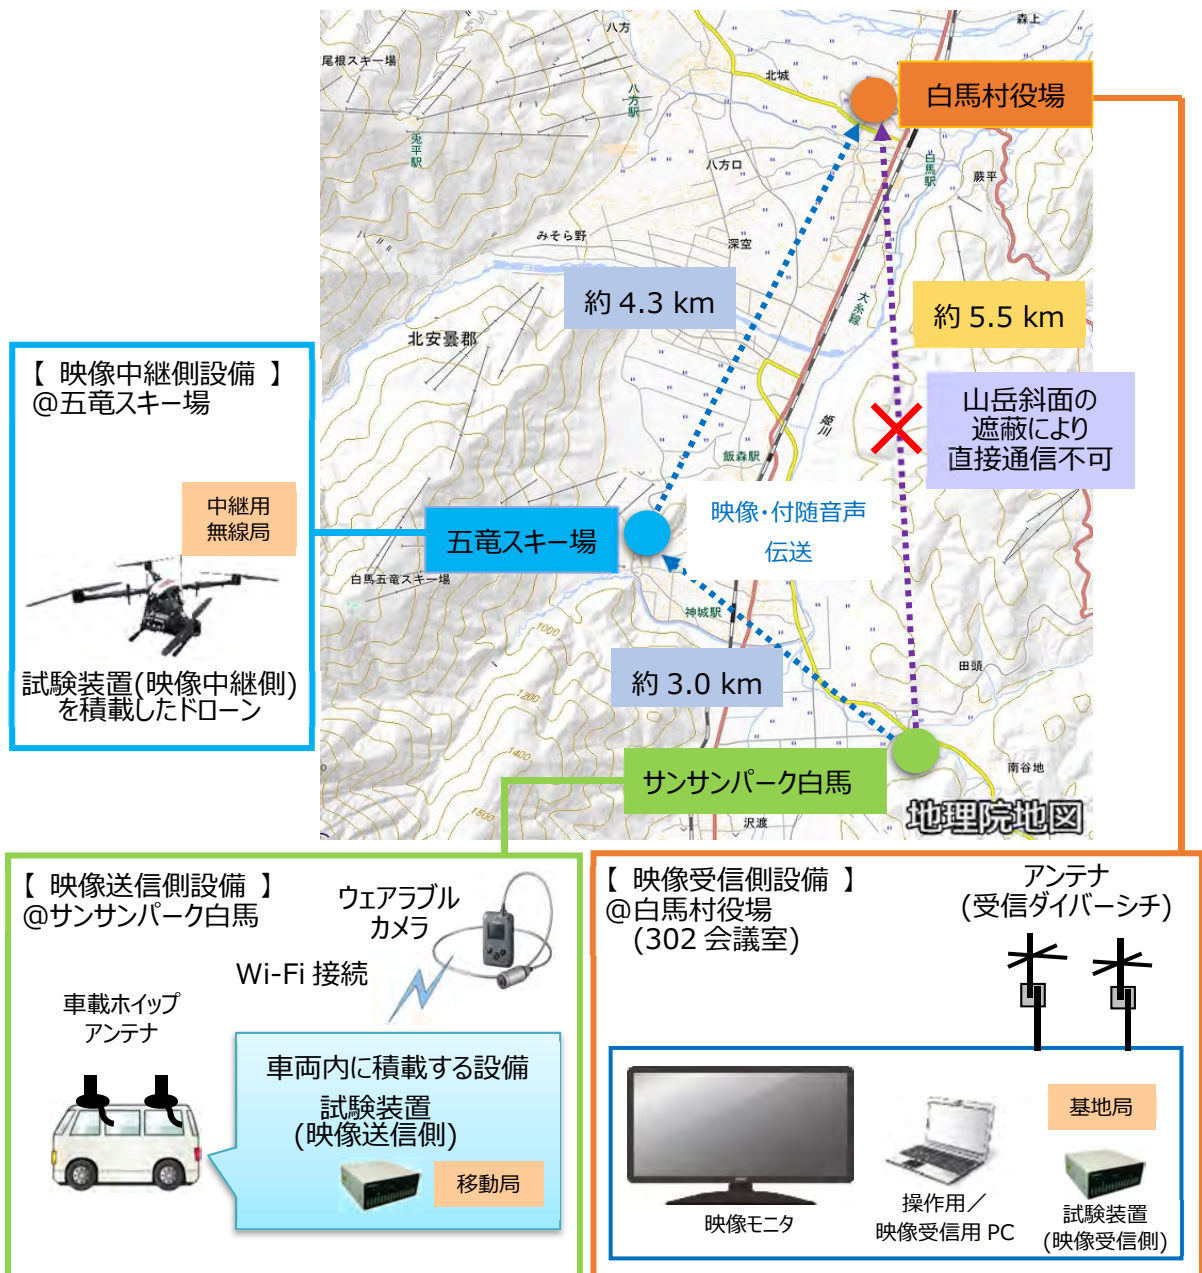 森上
八方
尾根スキー場
北城
白馬村役場
八方駅
兎平駅
八方口
白馬駅
蕨平
みそら野
深空
約 4.3 km
大糸線
約 5.5 km
北安曇郡
【 映像中継側設備 】
@五竜スキー場
山岳斜面の
遮蔽により
直接通信不可
姫川
飯森駅
中継用
無線局
五竜スキー場
映像・付随音声
伝送
白馬五竜スキー場
神城駅
1000
試験装置(映像中継側)
を積載したドローン
約 3.0 km
田頭
1200
1400
サンサンパーク白馬
南谷地
1500
沢渡
地理院地図
【 映像送信側設備 】
@サンサンパーク白馬
ウェアラブル
カメラ
Wi-Fi 接続
車載ホイップ
アンテナ
車両内に積載する設備
試験装置
(映像送信側)
移動局
【 映像受信側設備 】
@白馬村役場
(302 会議室)
アンテナ
(受信ダイバーシチ)
基地局
映像モニタ
操作用／
映像受信用 PC
試験装置
(映像受信側)